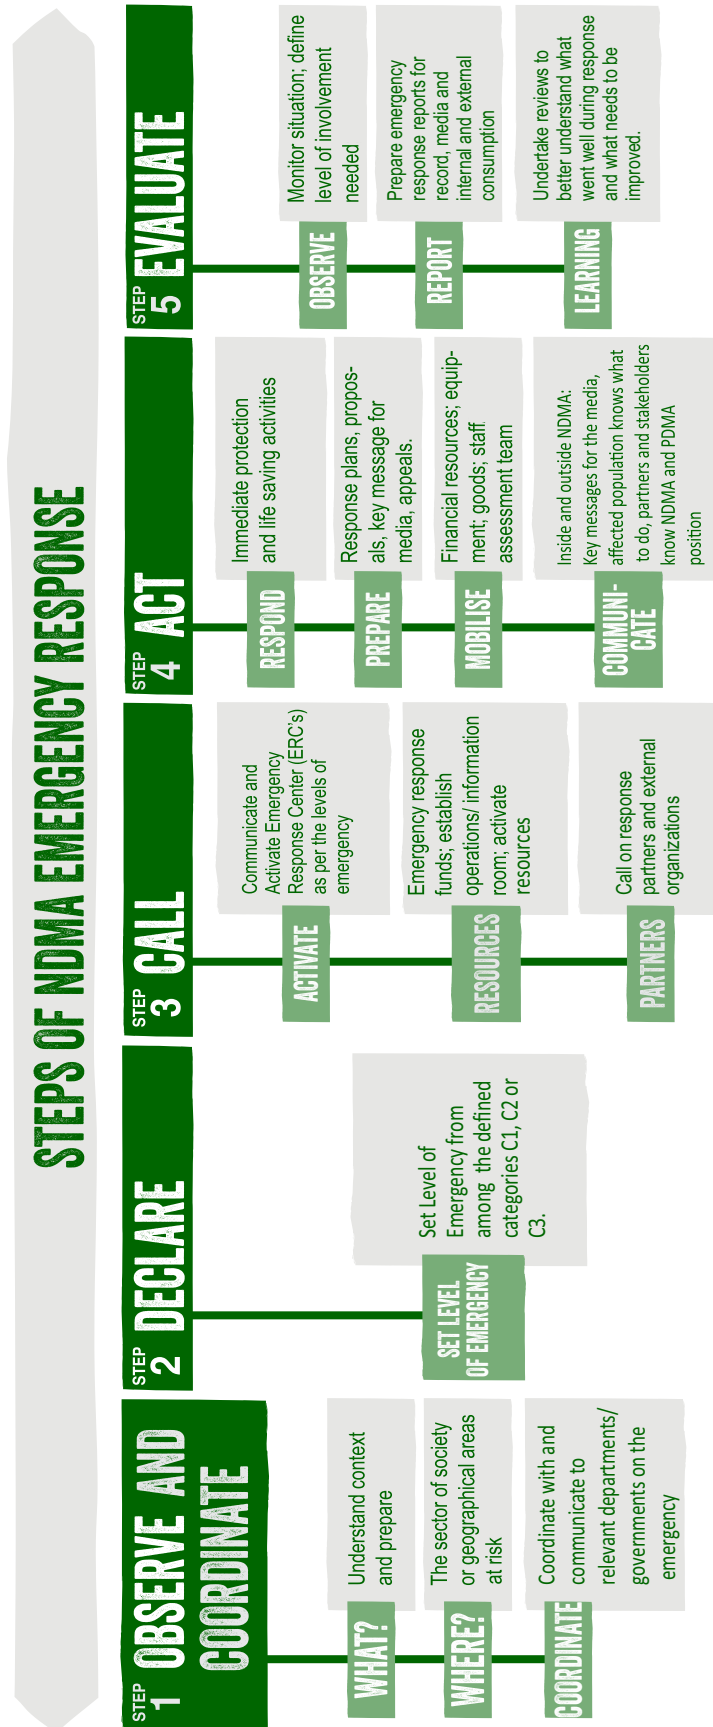 STEPS OF NDMA EMERGENCY RESPONSE
STEP
1
OBSERVE AND
COORDINATE
WHAT?
Understand context
and prepare
WHERE?
The sector of society
or geographical areas
at risk
COORDINATE
Coordinate with and
communicate to
relevant departments/
governments on the
emergency
STEP
2
DECLARE
SET LEVEL
OF EMERGENCY
Set Level of
Emergency from
among the defined
categories C1, C2 or
C3.
STEP
3
CALL
ACTIVATE
Communicate and
Activate Emergency
Response Center (ERC's)
as per the levels of
emergency
RESOURCES
Emergency response
funds; establish
operations/ information
room; activate
resources
PARTNERS
Call on response
partners and external
organizations
STEP
4
ACT
RESPOND
Immediate protection
and life saving activities
PREPARE
Response plans, propos-
als, key message for
media, appeals.
MOBILISE
Financial resources; equip-
ment; goods; staff
assessment team
COMMUNI-
CATE
Inside and outside NDMA:
Key messages for the media,
affected population knows what
to do, partners and stakeholders
know NDMA and PDMA
position
STEP
5
EVALUATE
OBSERVE
Monitor situation; define
level of involvement
needed
REPORT
Prepare emergency
response reports for
record, media and
internal and external
consumption
LEARNING
Undertake reviews to
better understand what
went well during response
and what needs to be
improved.